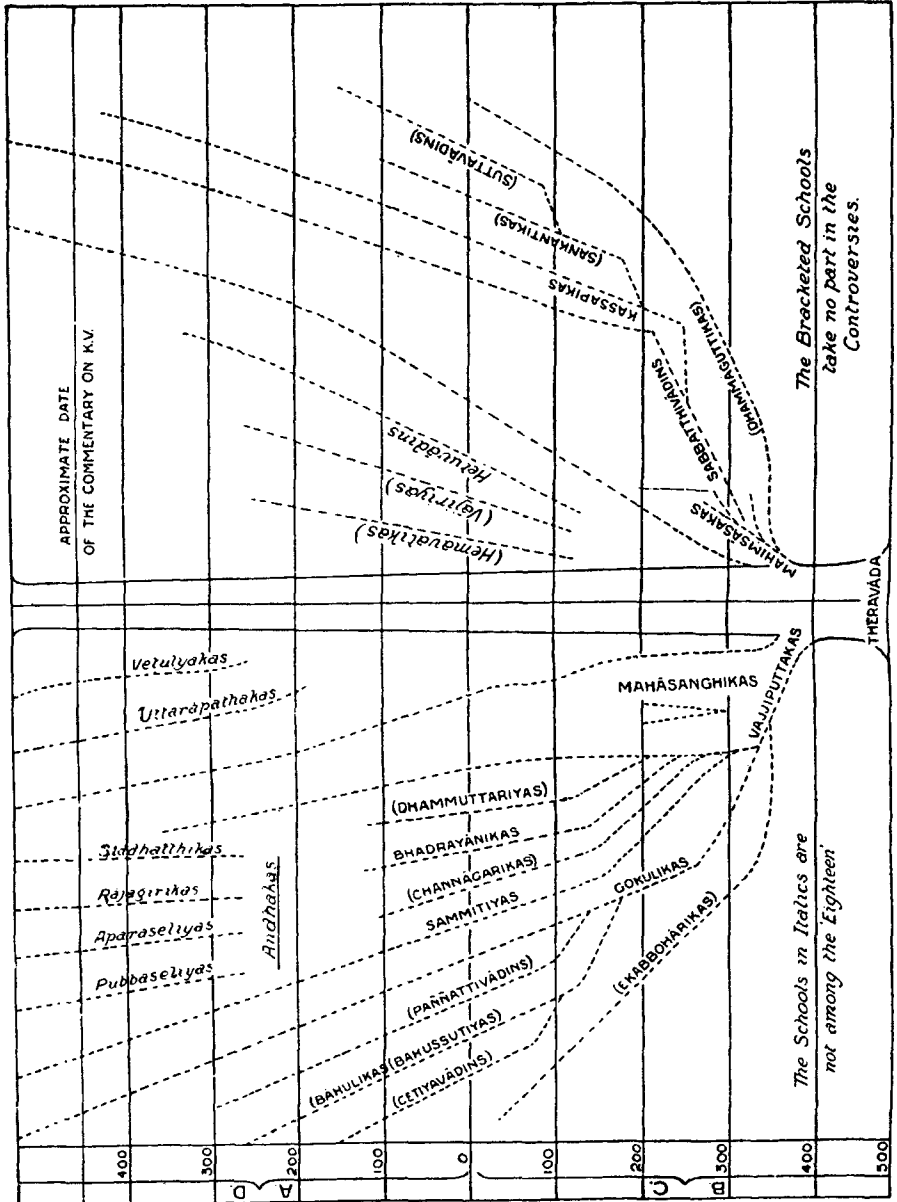 APPROXIMATE DATE
OF THE COMMENTARY ON K.V.
(SUTTAVĀDINS)
(SANKANTIKAS)
KASSAPIKAS
SABBATTHIVĀDINS
(DHAMMAGUTTIKAS)
MAHIMSĀSAKAS
Hetuvādins
(Vājiriyas)
(Hemavatikas)
The Bracketed Schools
take no part in the
Controversies.
THERAVĀDA
Vetulyakas
Uttarāpathakas
MAHĀSANGHIKAS
VAJJIPUTTAKAS
(DHAMMUTTARIYAS)
BHADRAYĀNIKAS
(CHANNĀGARIKAS)
SAMMITIYAS
GOKULIKAS
(PAÑÑATTIVĀDINS)
(BĀHULIKAS (BAHUSSUTIYAS)
(CETIYAVĀDINS)
(EKABBOHĀRIKAS)
Siddhatthikas
Rājagirikas
Aparaseliyas
Pubbaseliyas
Andhakas
The Schools in Italics are
not among the 'Eighteen'
400
300
200
100
0
100
200
300
400
500
A D
B C.